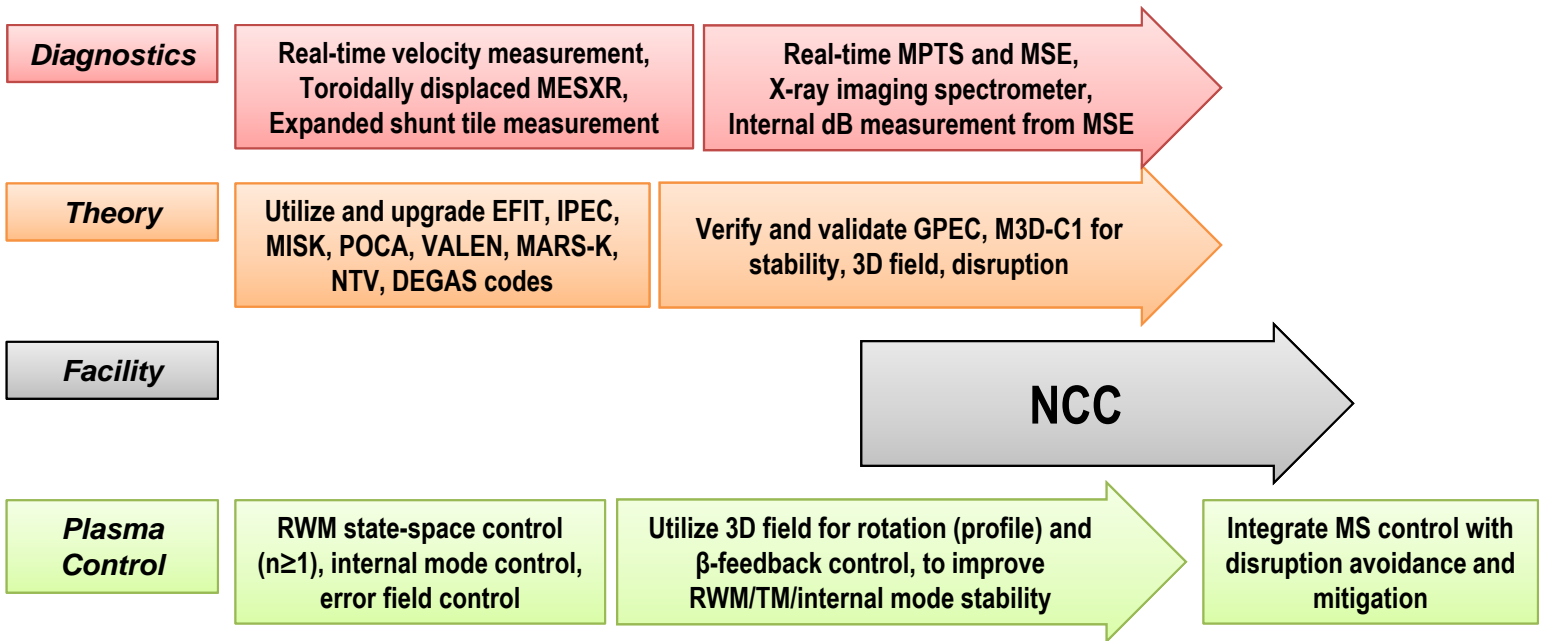 Diagnostics
Real-time velocity measurement,
Toroidally displaced MESXR,
Expanded shunt tile measurement
Real-time MPTS and MSE,
X-ray imaging spectrometer,
Internal dB measurement from MSE
Theory
Utilize and upgrade EFIT, IPEC,
MISK, POCA, VALEN, MARS-K,
NTV, DEGAS codes
Verify and validate GPEC, M3D-C1 for
stability, 3D field, disruption
Facility
NCC
Plasma
Control
RWM state-space control
(n≥1), internal mode control,
error field control
Utilize 3D field for rotation (profile) and
β-feedback control, to improve
RWM/TM/internal mode stability
Integrate MS control with
disruption avoidance and
mitigation